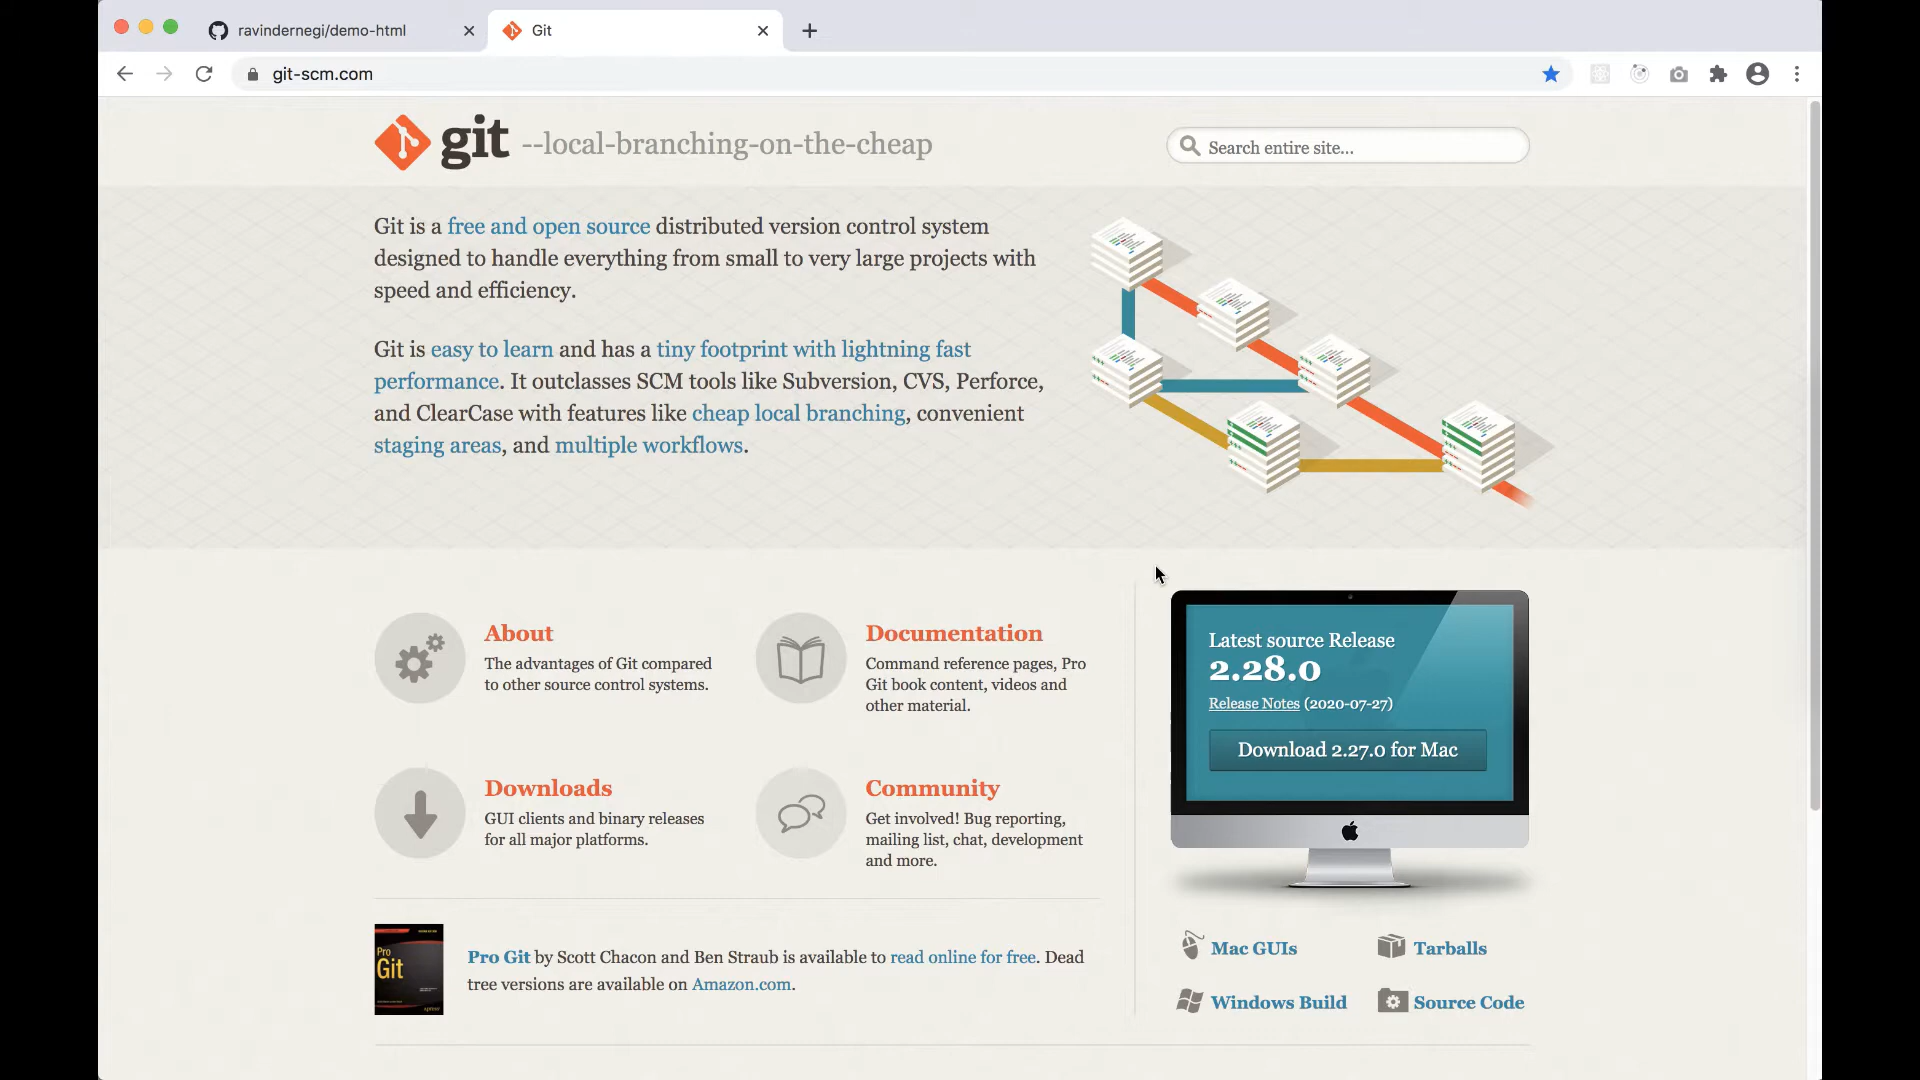 ravindernegi/demo-html
Git
git-scm.com
git --local-branching-on-the-cheap
Search entire site...
Git is a free and open source distributed version control system
designed to handle everything from small to very large projects with
speed and efficiency.
Git is easy to learn and has a tiny footprint with lightning fast
performance. It outclasses SCM tools like Subversion, CVS, Perforce,
and ClearCase with features like cheap local branching, convenient
staging areas, and multiple workflows.
About
The advantages of Git compared
to other source control systems.
Documentation
Command reference pages, Pro
Git book content, videos and
other material.
Downloads
GUI clients and binary releases
for all major platforms.
Community
Get involved! Bug reporting,
mailing list, chat, development
and more.
Latest source Release
2.28.0
Release Notes (2020-07-27)
Download 2.27.0 for Mac
Pro
Git
Pro Git by Scott Chacon and Ben Straub is available to read online for free. Dead
tree versions are available on Amazon.com.
Mac GUIs
Tarballs
Windows Build
Source Code